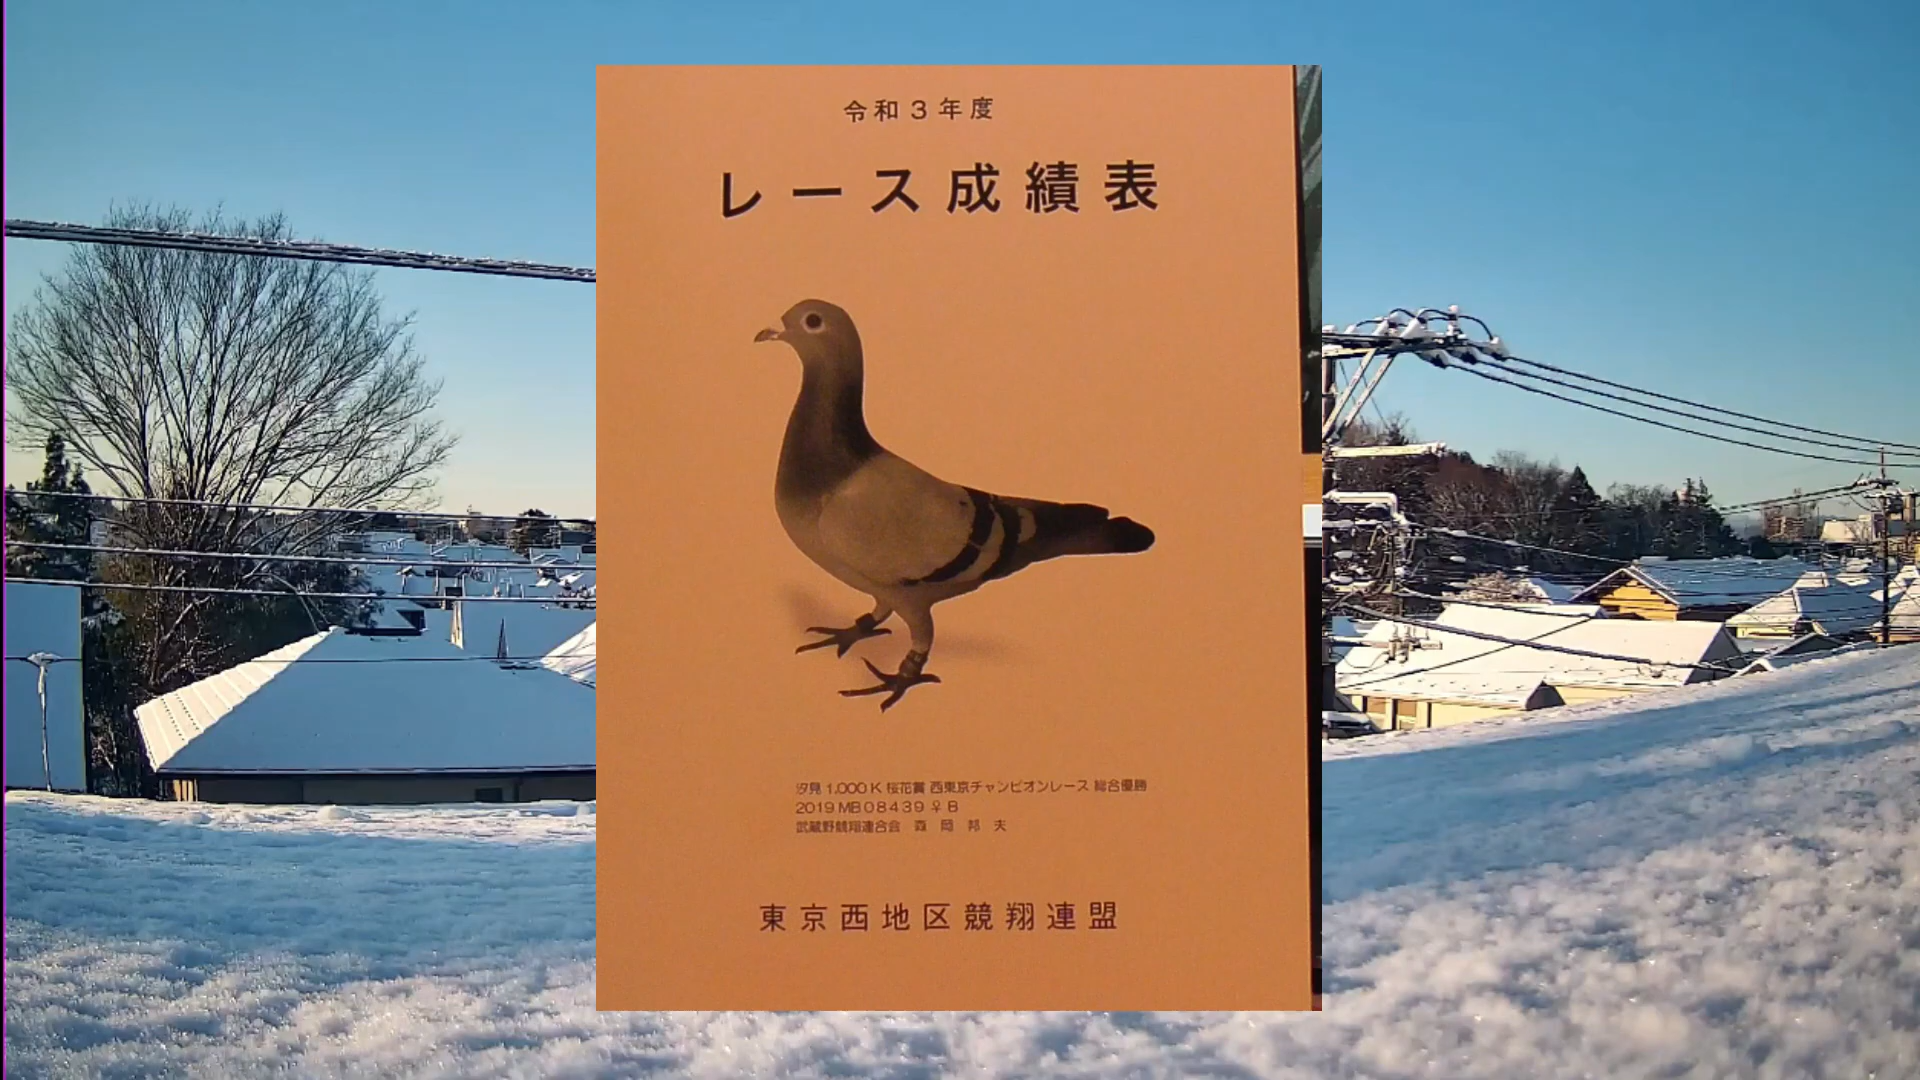 令和3年度
レース成績表
汐見1,000K 桜花賞 西東京チャンピオンレース 総合優勝
2019 MB 08439 ♀ B
武蔵野競翔連合会 森岡邦夫
東京西地区競翔連盟